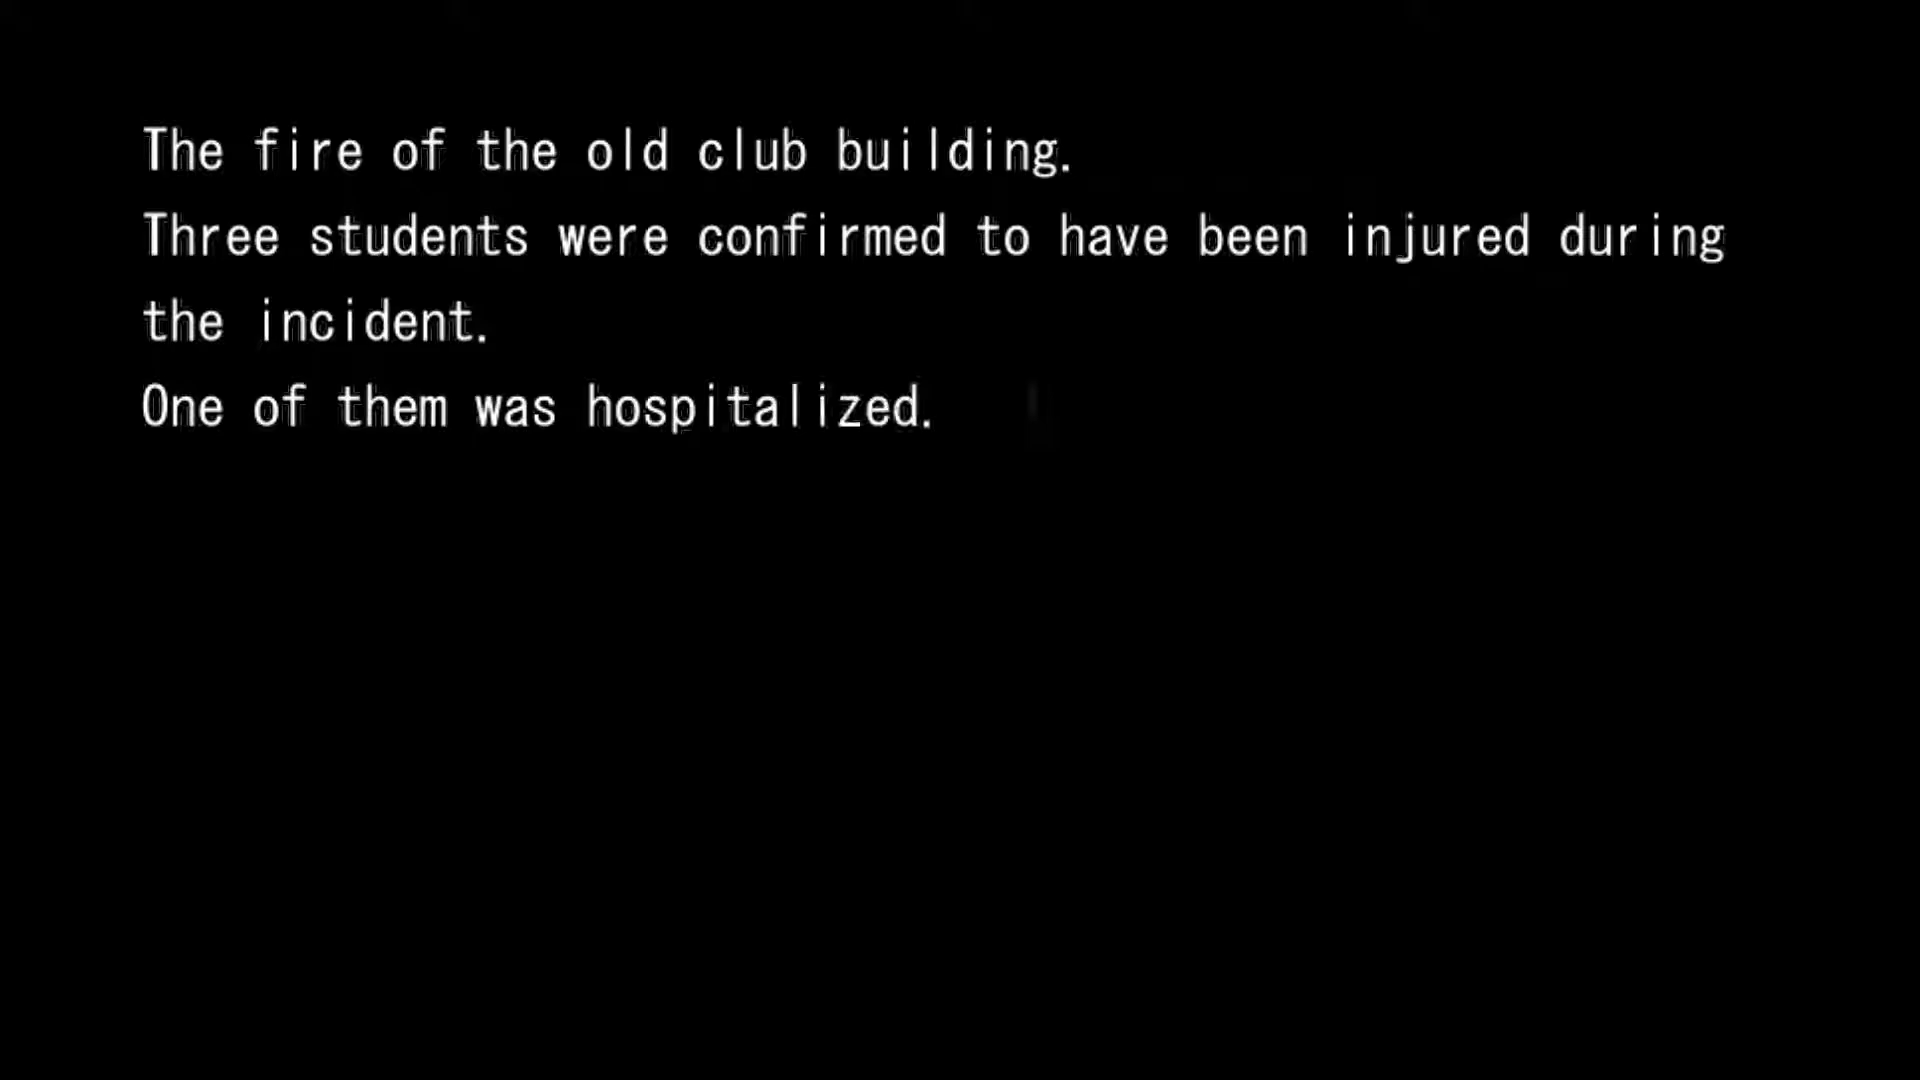 The fire of the old club building.
Three students were confirmed to have been injured during
the incident.
One of them was hospitalized.